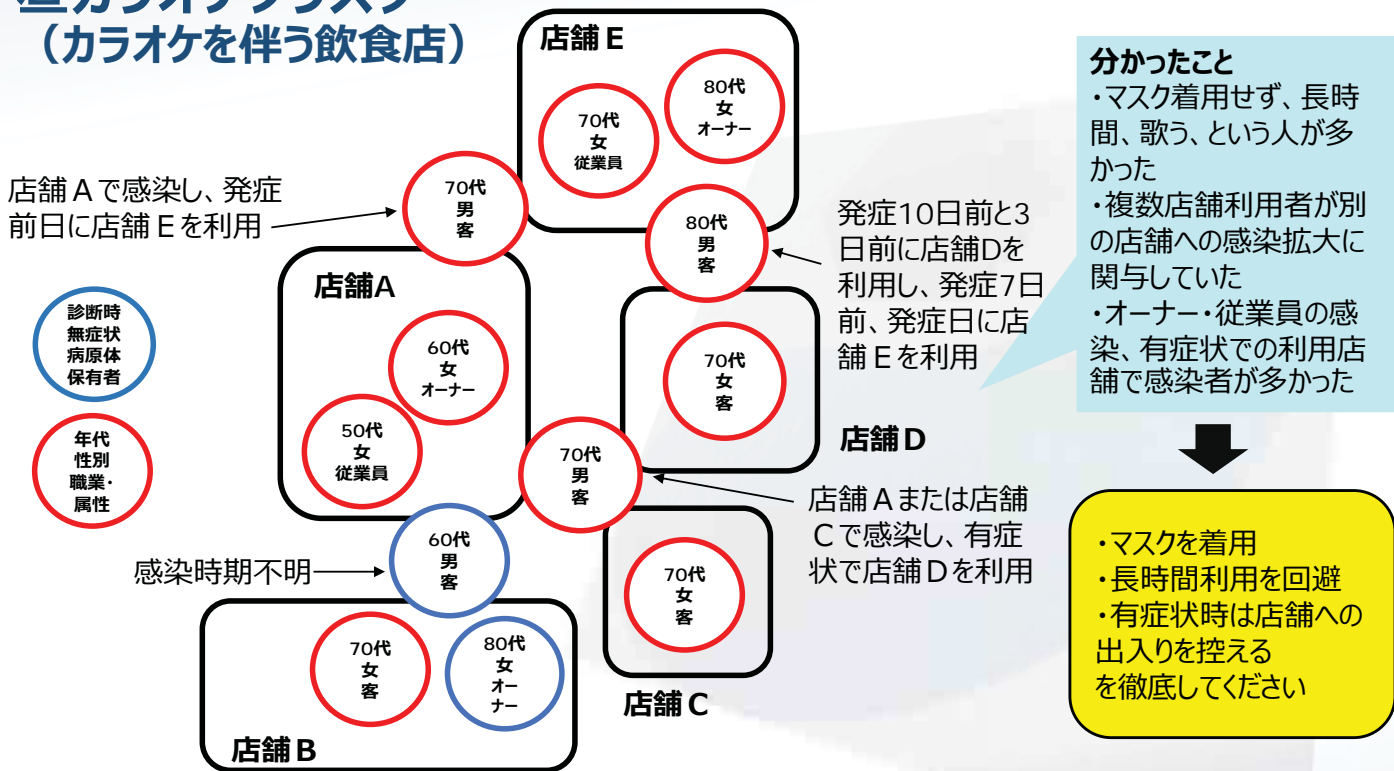 カラオケクラスター
（カラオケを伴う飲食店）
店舗E
70代
女
従業員
80代
女
オーナー
店舗Aで感染し、発症
前日に店舗Eを利用
70代
男
客
80代
男
客
発症10日前と3
日前に店舗Dを
利用し、発症7日
前、発症日に店
舗Eを利用
診断時
無症状
病原体
保有者
年代
性別
職業・
属性
店舗A
60代
女
オーナー
50代
女
従業員
70代
女
客
店舗D
70代
男
客
店舗Aまたは店舗
Cで感染し、有症
状で店舗Dを利用
感染時期不明
60代
男
客
70代
女
客
店舗C
70代
女
客
80代
女
オー
ナー
店舗B
分かったこと
・マスク着用せず、長時
間、歌う、という人が多
かった
・複数店舗利用者が別
の店舗への感染拡大に
関与していた
・オーナー・従業員の感
染、有症状での利用店
舗で感染者が多かった
・マスクを着用
・長時間利用を回避
・有症状時は店舗への
出入りを控える
を徹底してください